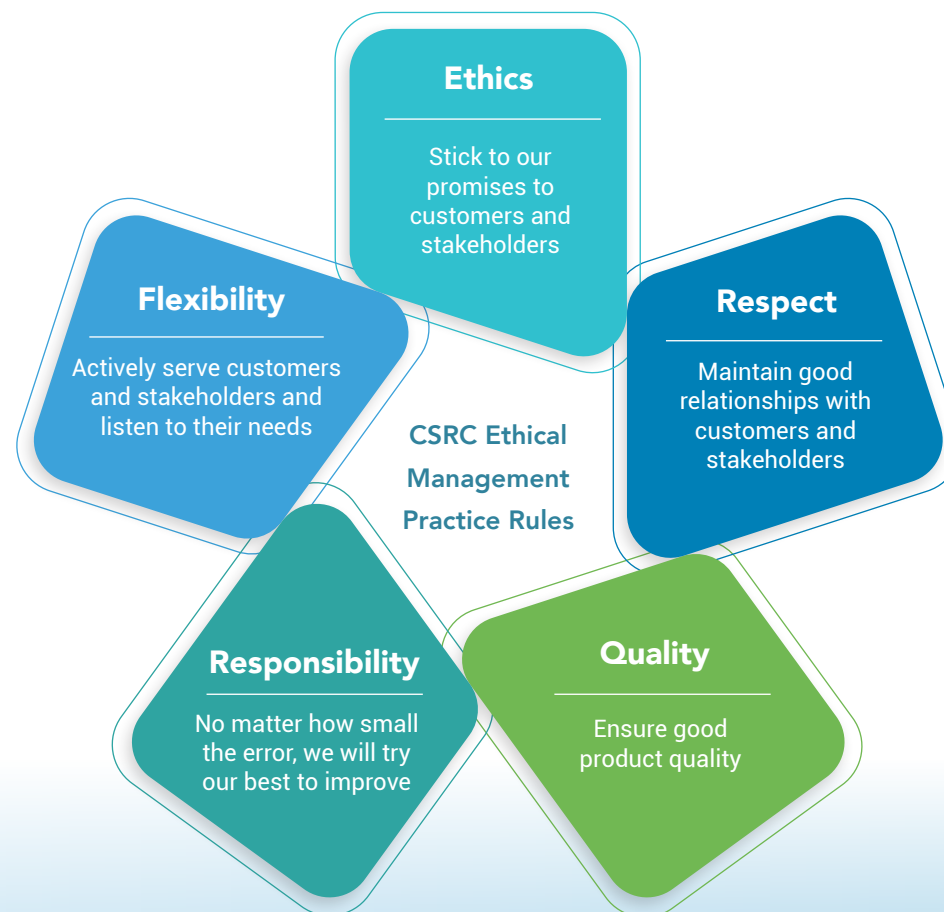 Ethics
Stick to our
promises to
customers and
stakeholders
Flexibility
Actively serve customers
and stakeholders and
listen to their needs
Respect
Maintain good
relationships with
customers and
stakeholders
CSRC Ethical
Management
Practice Rules
Responsibility
No matter how small
the error, we will try
our best to improve
Quality
Ensure good
product quality